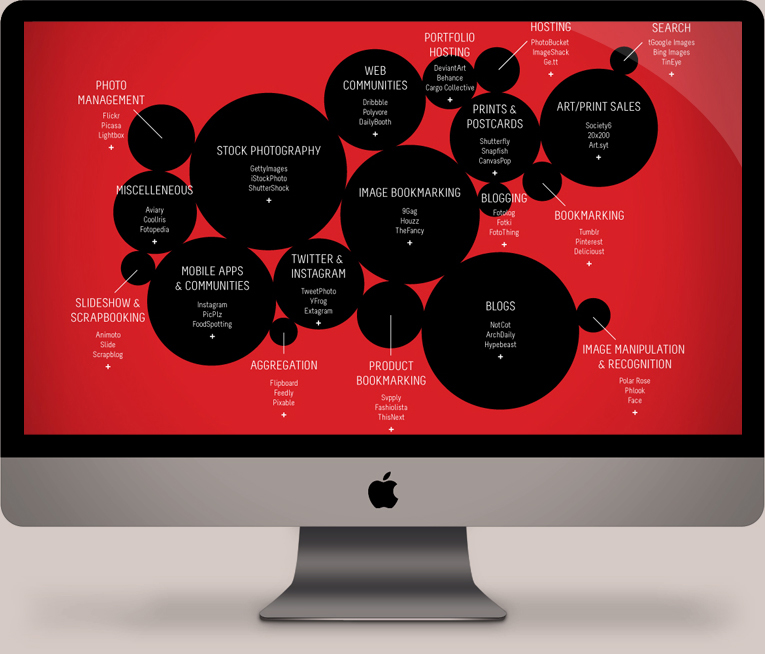 HOSTING
PhotoBucket
ImageShack
Ge.tt
+
SEARCH
tGoogle Images
Bing Images
TinEye
+
PORTFOLIO
HOSTING
DeviantArt
Behance
Cargo Collective
+
WEB
COMMUNITIES
Dribbble
Polyvore
DailyBooth
+
PHOTO
MANAGEMENT
Flickr
Picasa
Lightbox
+
STOCK PHOTOGRAPHY
GettyImages
iStockPhoto
ShutterShock
+
PRINTS &
POSTCARDS
Shutterfly
Snapfish
CanvasPop
+
ART/PRINT SALES
Society6
20x200
Art.syt
+
MISCELLENEOUS
Aviary
CoolIris
Fotopedia
+
IMAGE BOOKMARKING
9Gag
Houzz
TheFancy
+
BLOGGING
Fotolog
Fotki
FotoThing
+
BOOKMARKING
Tumblr
Pinterest
Delicioust
+
MOBILE APPS
& COMMUNITIES
Instagram
PicPlz
FoodSpotting
+
TWITTER &
INSTAGRAM
TweetPhoto
VFrog
Extagram
+
SLIDESHOW &
SCRAPBOOKING
Animoto
Slide
Scrapblog
+
BLOGS
NotCot
ArchDaily
Hypebeast
+
AGGREGATION
Flipboard
Feedly
Pixable
+
PRODUCT
BOOKMARKING
Svpply
Fashiolista
ThisNext
+
IMAGE MANIPULATION
& RECOGNITION
Polar Rose
Phlook
Face
+